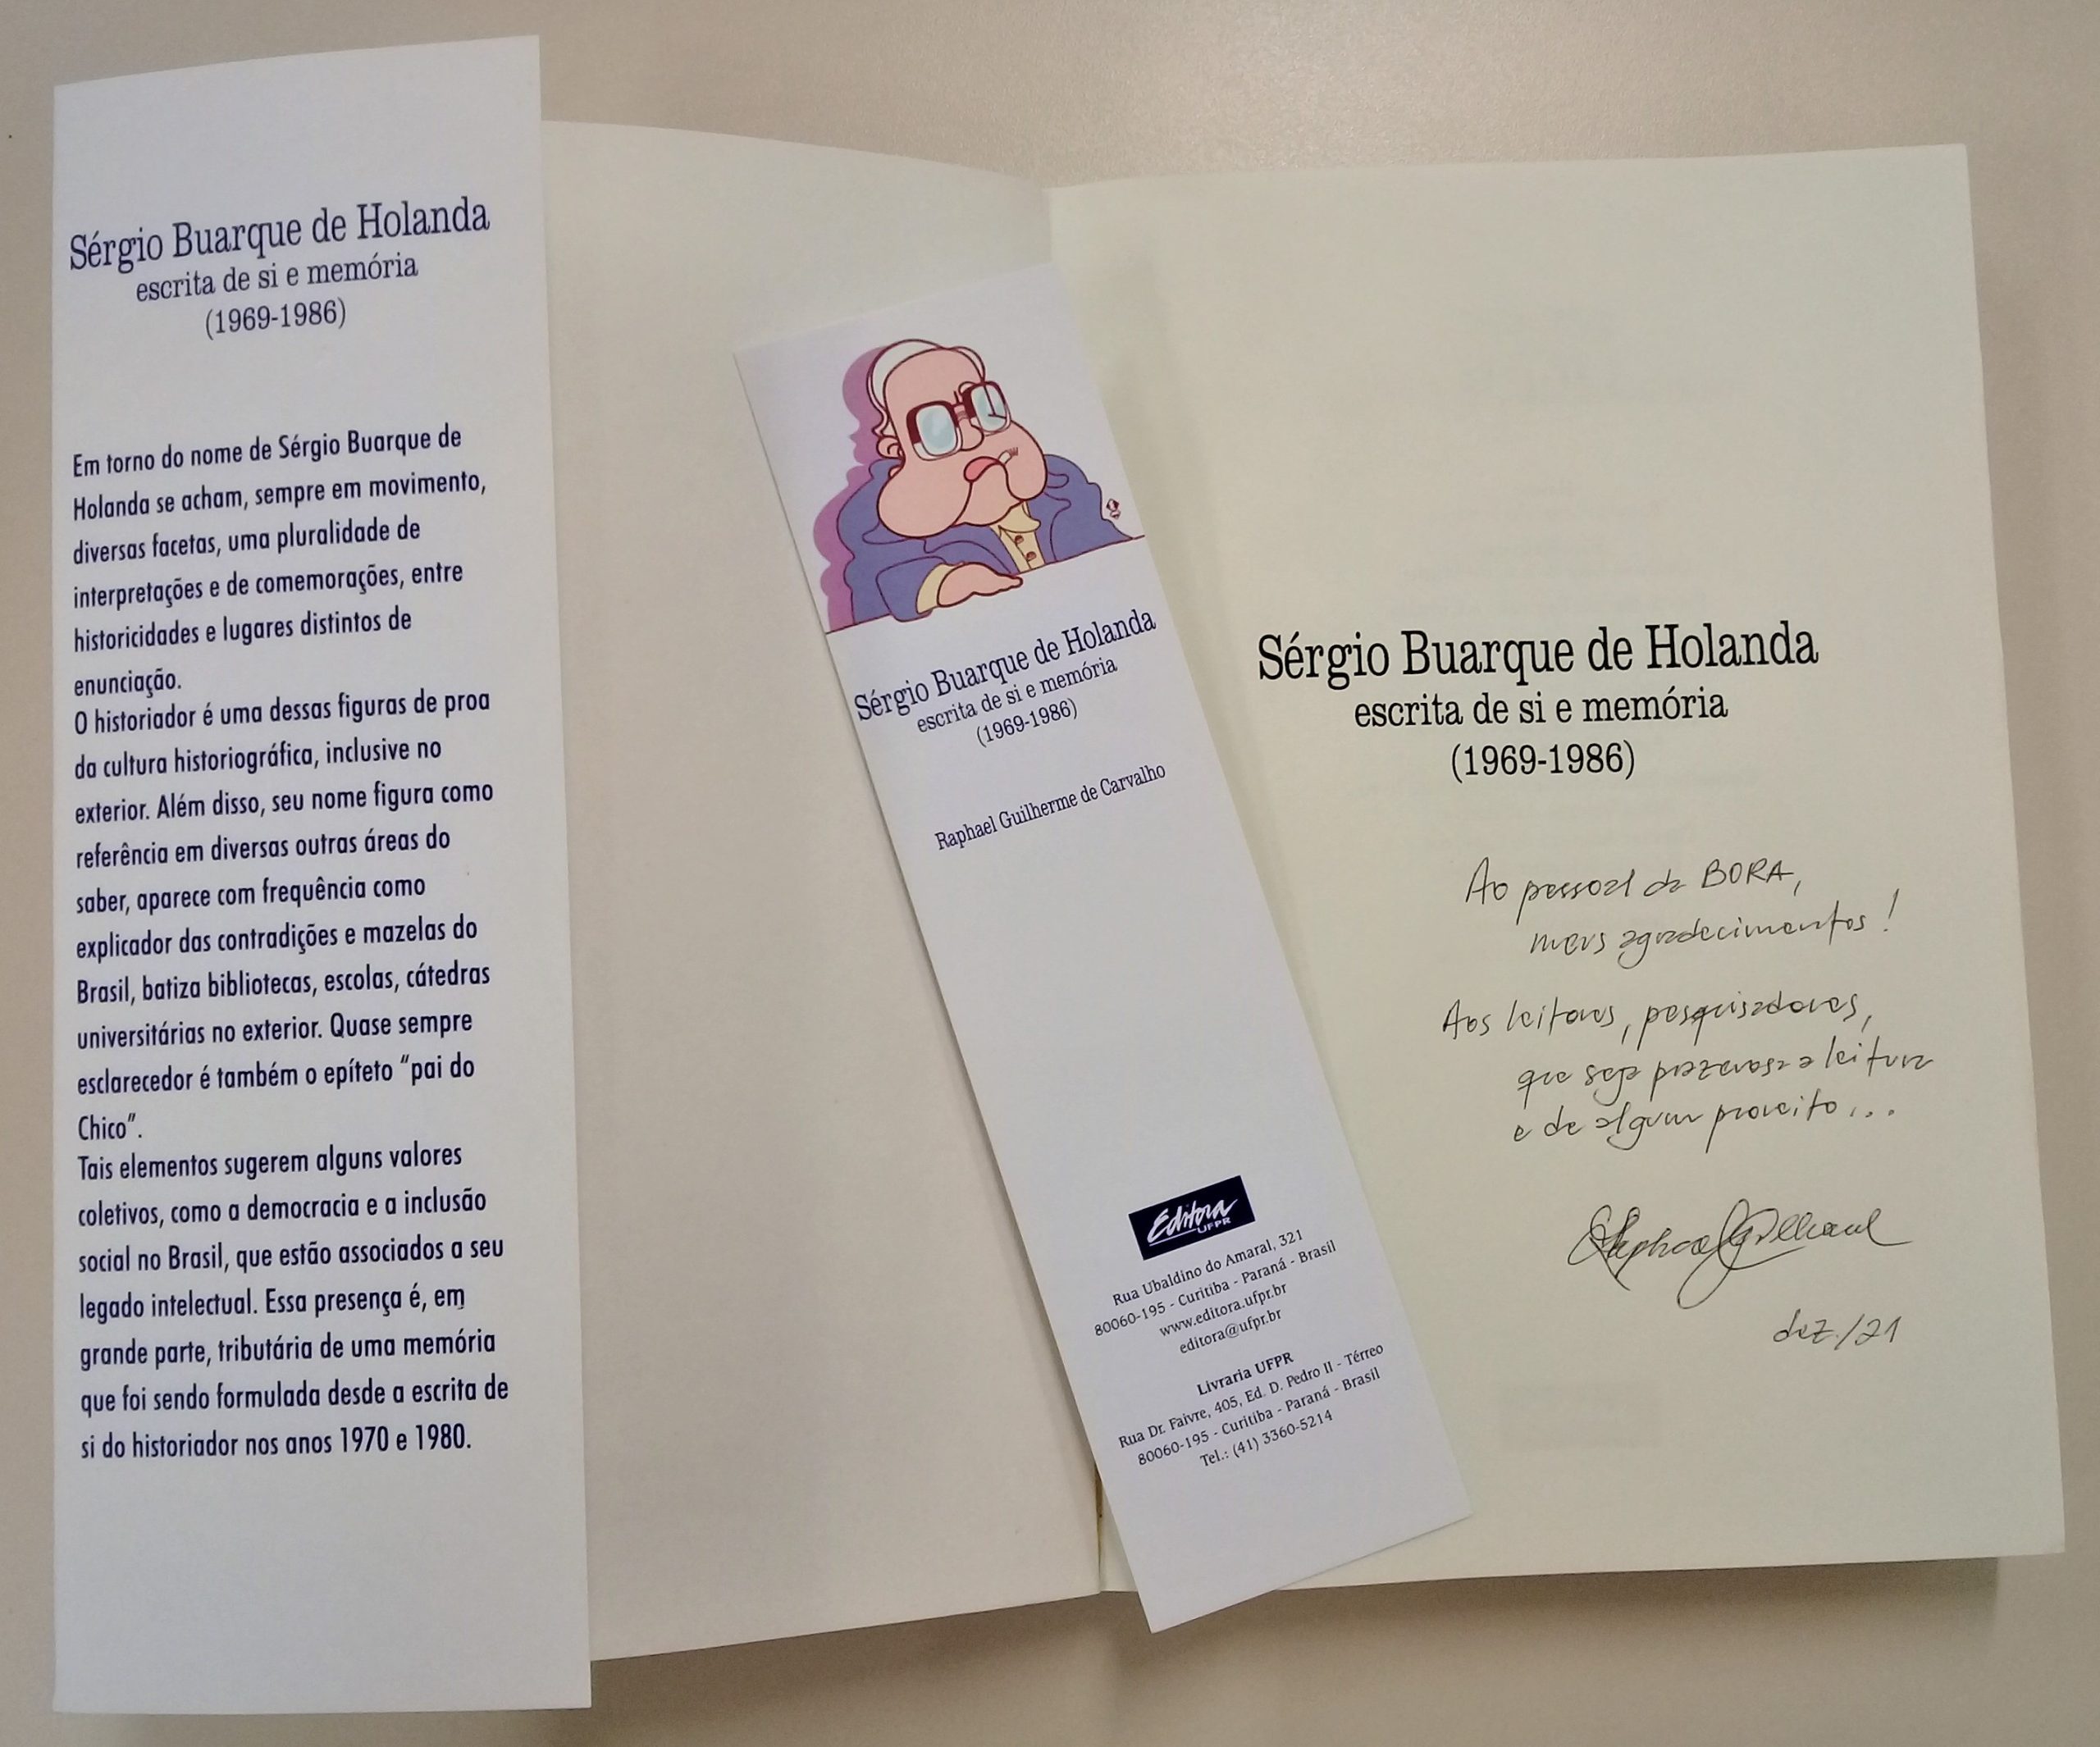 Sérgio Buarque de Holanda
escrita de si e memória
(1969-1986)
Em torno do nome de Sérgio Buarque de
Holanda se acham, sempre em movimento,
diversas facetas, uma pluralidade de
interpretações e de comemorações, entre
historicidades e lugares distintos de
enunciação.
O historiador é uma dessas figuras de proa
da cultura historiográfica, inclusive no
exterior. Além disso, seu nome figura como
referência em diversas outras áreas do
saber, aparece com frequência como
explicador das contradições e mazelas do
Brasil, batiza bibliotecas, escolas, cátedras
universitárias no exterior. Quase sempre
esclarecedor é também o epíteto “pai do
Chico”.
Tais elementos sugerem alguns valores
coletivos, como a democracia e a inclusão
social no Brasil, que estão associados a seu
legado intelectual. Essa presença é, em
grande parte, tributária de uma memória
que foi sendo formulada desde a escrita de
si do historiador nos anos 1970 e 1980.
Sérgio Buarque de Holanda
escrita de si e memória
(1969-1986)
Raphael Guilherme de Carvalho
Editora
UFPR
Rua Ubaldino do Amaral, 321
80060-195 - Curitiba - Paraná - Brasil
www.editora.ufpr.br
editora@ufpr.br
Livraria UFPR
Rua Dr. Faivre, 405, Ed. D. Pedro II - Térreo
80060-195 - Curitiba - Paraná - Brasil
Tel.: (41) 3360-5214
Sérgio Buarque de Holanda
escrita de si e memória
(1969-1986)
Ao pessoal da BORA,
meus agradecimentos!
Aos leitores, pesquisadores,
que seja prazerosa a leitura
e de algum proveito...
dez./21